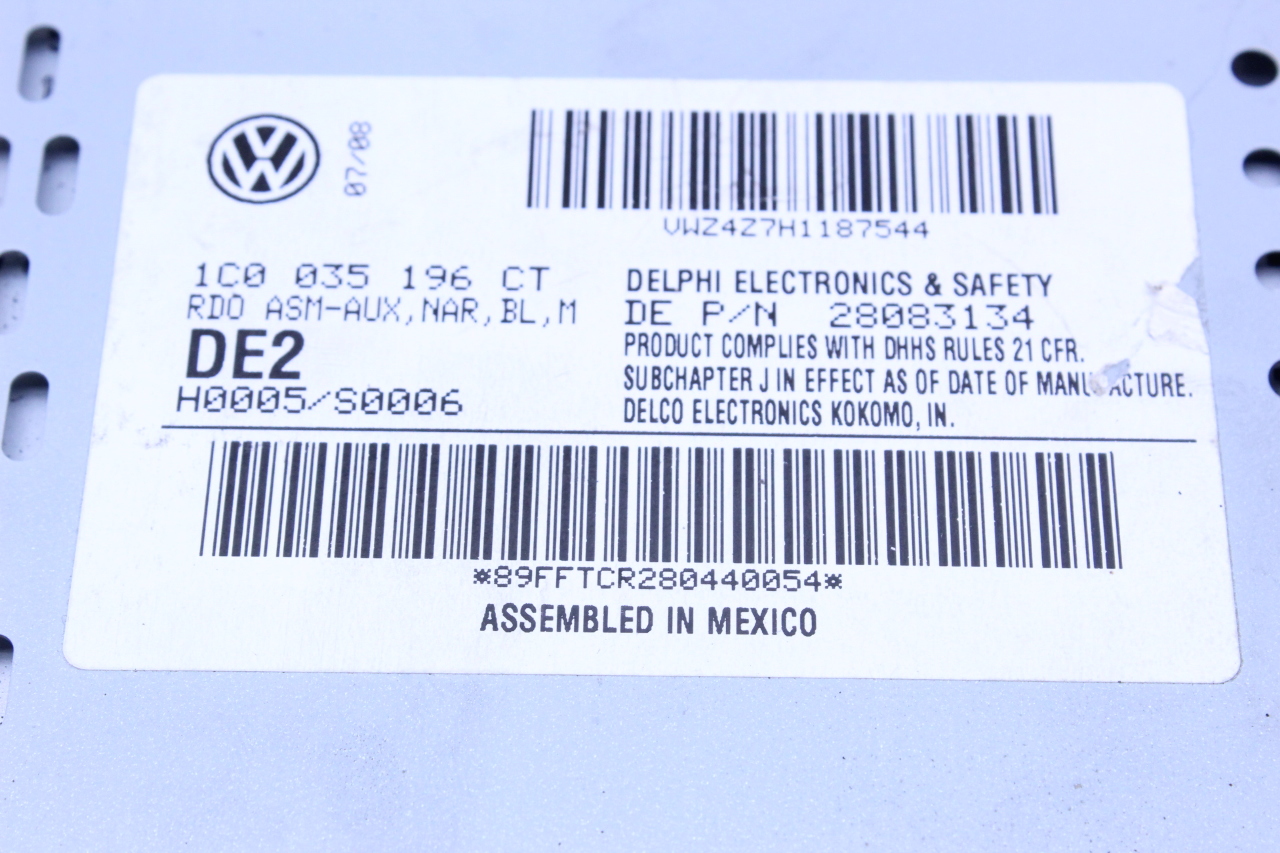 VW
07/08
VWZ4Z7H1187544
1C0 035 196 CT
RDO ASM-AUX,NAR,BL,M
DE2
H0005/S0006
DELPHI ELECTRONICS & SAFETY
DE P/N 28083134
PRODUCT COMPLIES WITH DHHS RULES 21 CFR.
SUBCHAPTER J IN EFFECT AS OF DATE OF MANUFACTURE.
DELCO ELECTRONICS KOKOMO, IN.
*89FFTCR280440054*
ASSEMBLED IN MEXICO